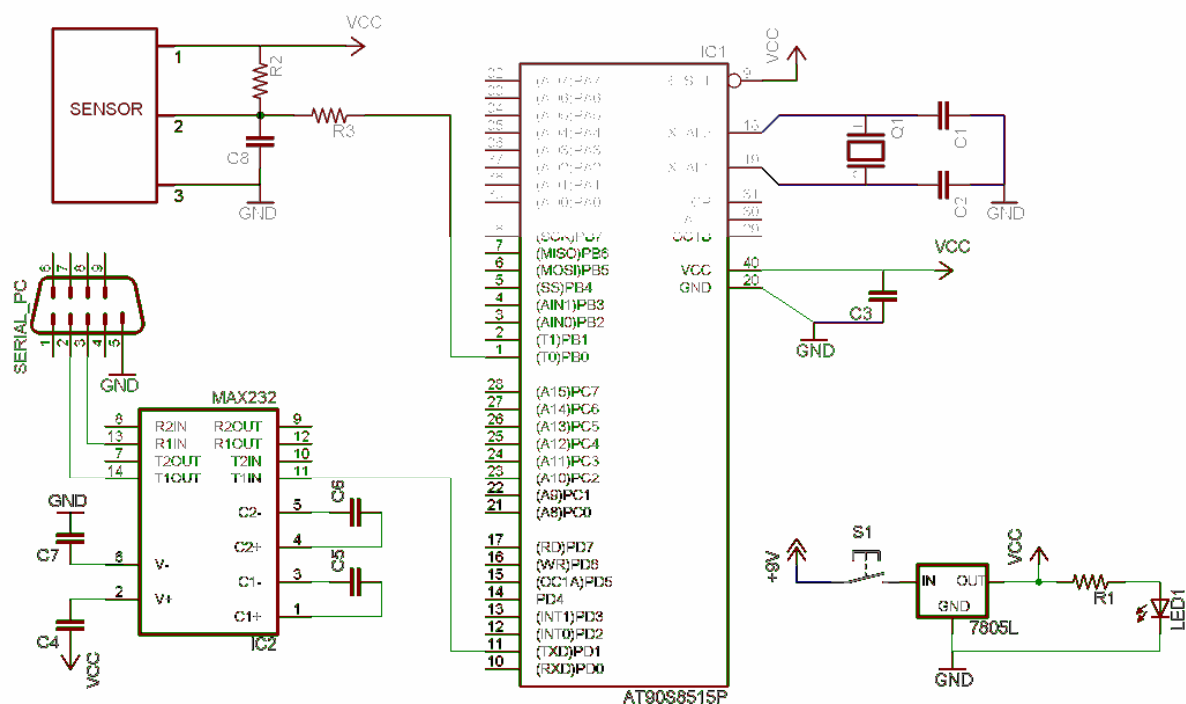 VCC
1
R2
SENSOR
2
R3
C8
3
GND
6
7
8
9
SERIAL_PC
1
2
3
4
5
GND
MAX232
8 R2IN R2OUT 9
13 R1IN R1OUT 12
7 T2OUT T2IN 10
14 T1OUT T1IN 11
GND
C7
C2- 5
C6
C2+ 4
6 V-
C1- 3
C5
2 V+
C1+ 1
C4
VCC
IC2
IC1
VCC
9
Q1
C1
19
C2
GND
31
30
7 (MISO)PB6
6 (MOSI)PB5
5 (SS)PB4
4 (AIN1)PB3
3 (AIN0)PB2
2 (T1)PB1
1 (T0)PB0
VCC 40
GND 20
VCC
C3
GND
28 (A15)PC7
27 (A14)PC6
26 (A13)PC5
25 (A12)PC4
24 (A11)PC3
23 (A10)PC2
22 (A9)PC1
21 (A8)PC0
17 (RD)PD7
16 (WR)PD6
15 (OC1A)PD5
14 PD4
13 (INT1)PD3
12 (INT0)PD2
11 (TXD)PD1
10 (RXD)PD0
AT90S8515P
+9V
S1
IN OUT
GND
7805L
VCC
R1
LED1
GND